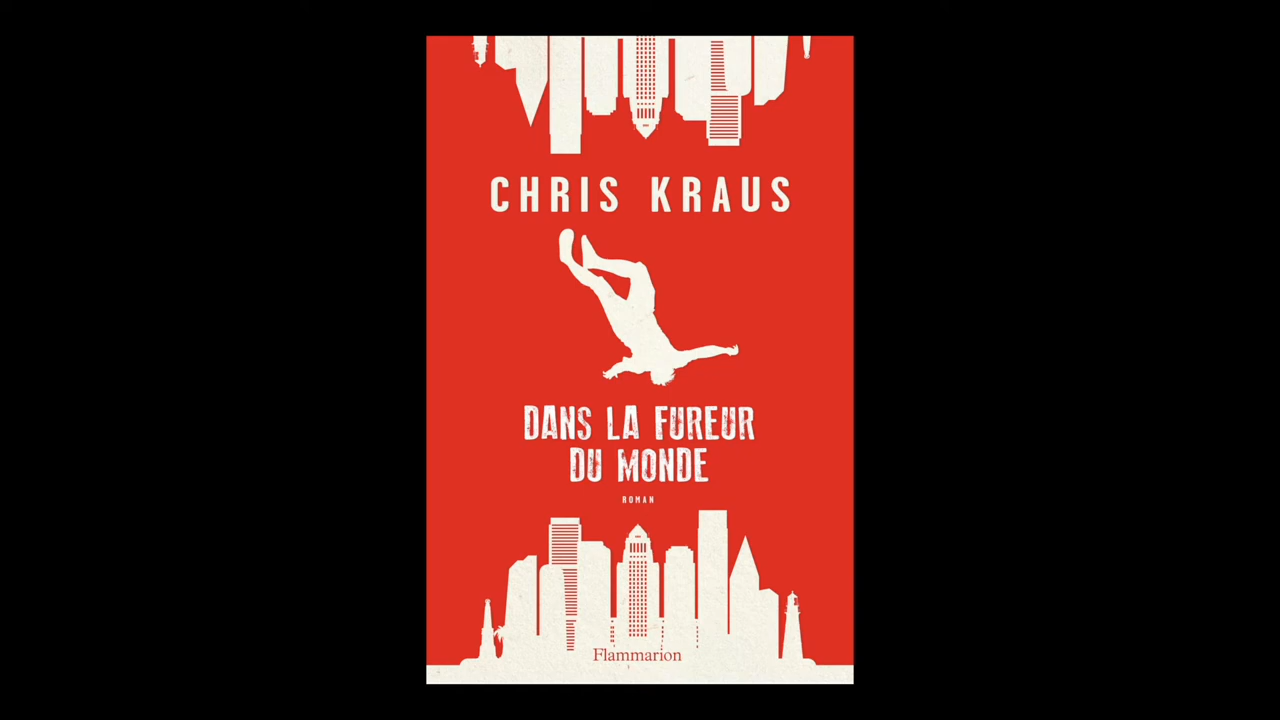 CHRIS KRAUS
DANS LA FUREUR
DU MONDE
ROMAN
Flammarion